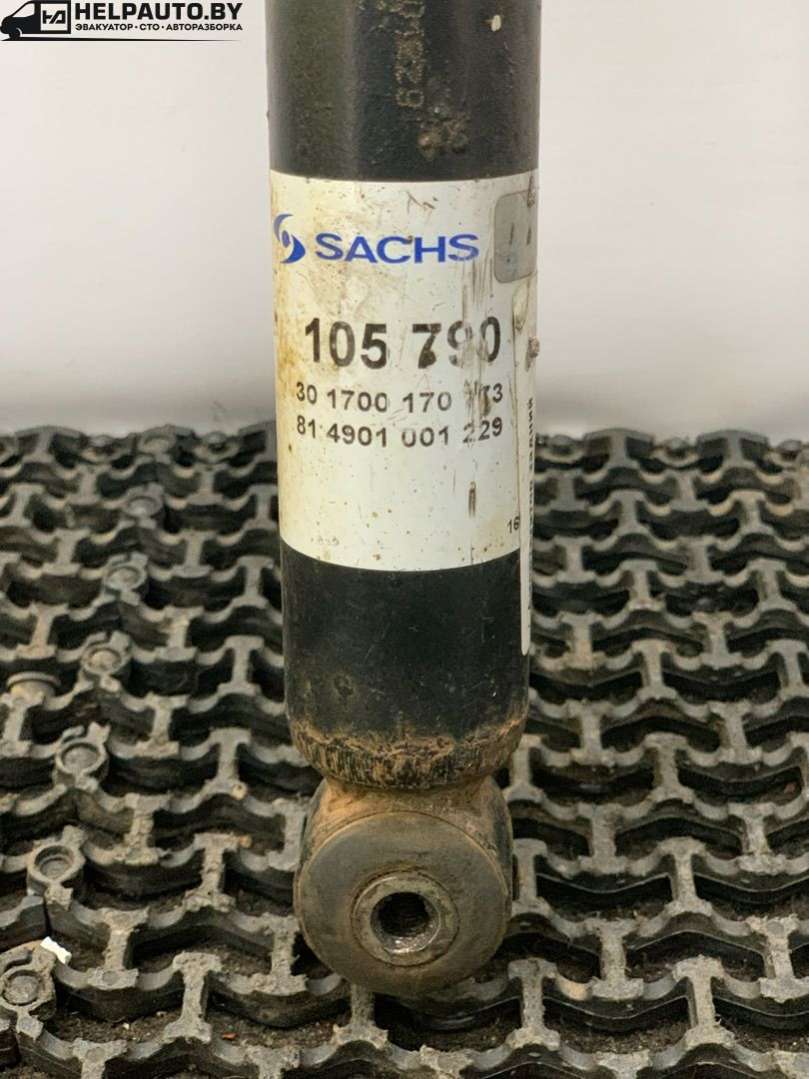 HELPAUTO.BY
ЭВАКУАТОР • СТО • АВТОРАЗБОРКА
SACHS
105 790
30 1700 170
81 4901 001 229